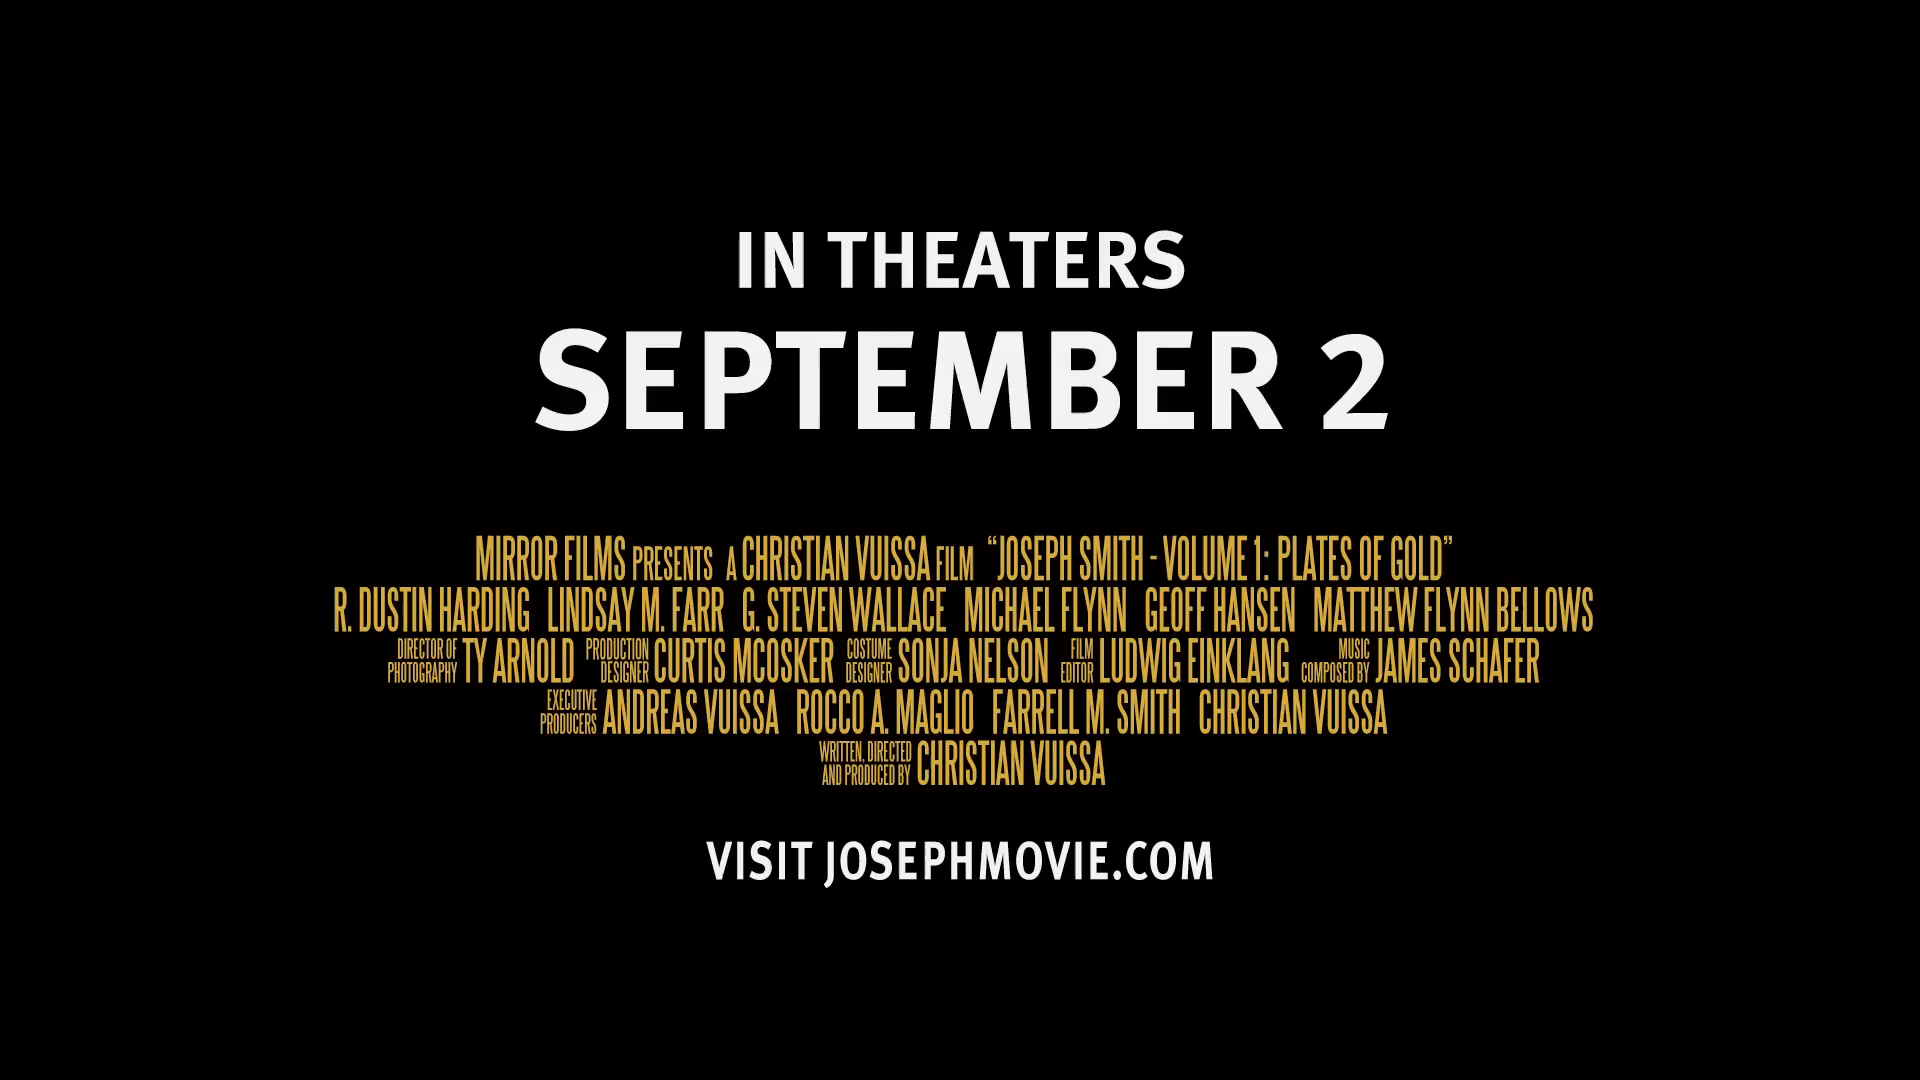 IN THEATERS
SEPTEMBER 2
MIRROR FILMS PRESENTS A CHRISTIAN VUISSA FILM “JOSEPH SMITH - VOLUME 1: PLATES OF GOLD”
R. DUSTIN HARDING LINDSAY M. FARR G. STEVEN WALLACE MICHAEL FLYNN GEOFF HANSEN MATTHEW FLYNN BELLOWS
DIRECTOR OF PHOTOGRAPHY TY ARNOLD PRODUCTION DESIGNER CURTIS MCOSKER COSTUME DESIGNER SONJA NELSON FILM EDITOR LUDWIG EINKLANG MUSIC COMPOSED BY JAMES SCHAFER
EXECUTIVE PRODUCERS ANDREAS VUISSA ROCCO A. MAGLIO FARRELL M. SMITH CHRISTIAN VUISSA
WRITTEN, DIRECTED AND PRODUCED BY CHRISTIAN VUISSA
VISIT JOSEPHMOVIE.COM